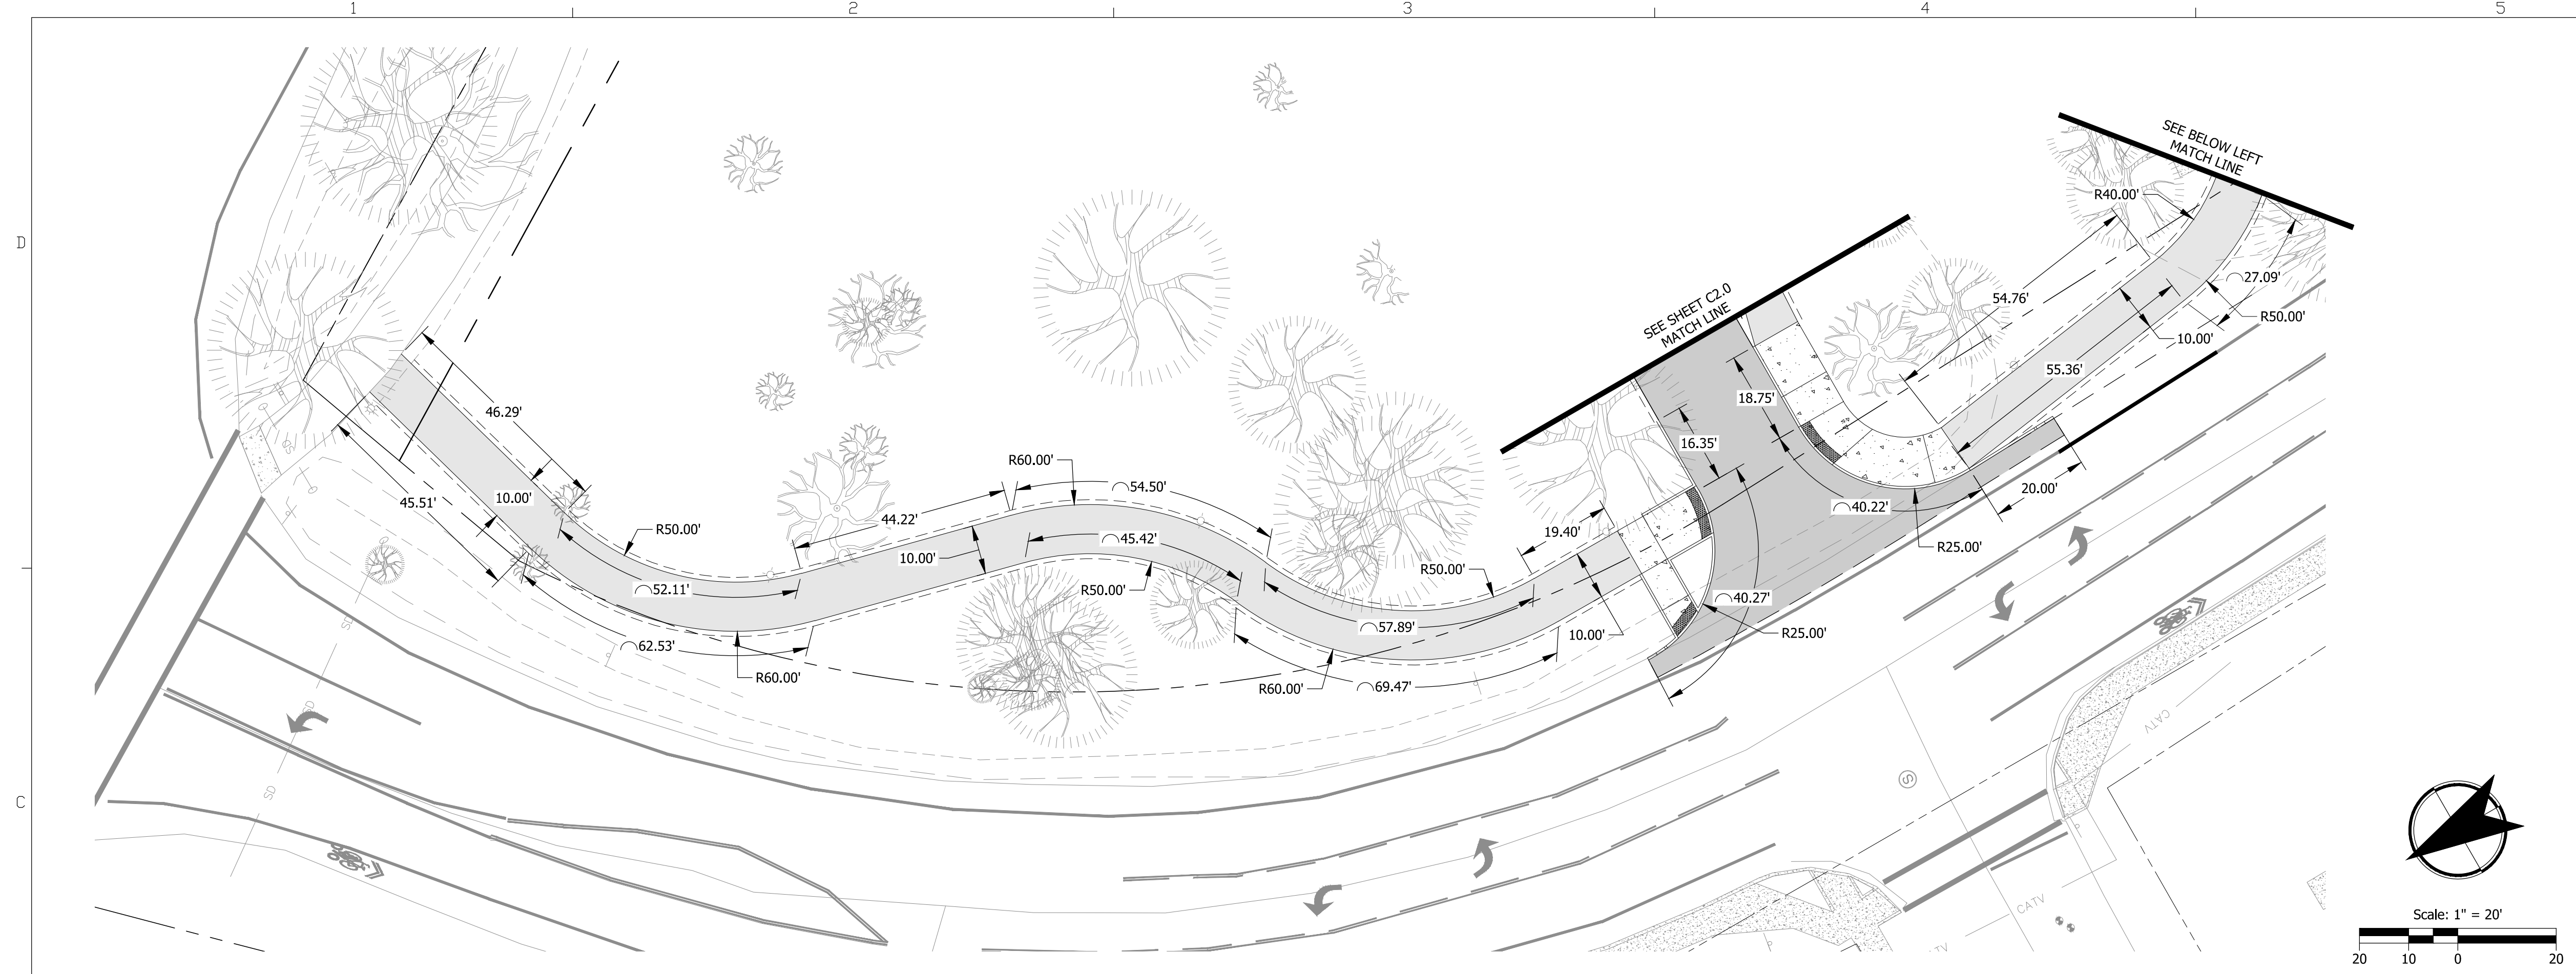 1
2
3
4
5
D
C
SEE BELOW LEFT
MATCH LINE
R40.00'
27.09'
R50.00'
10.00'
54.76'
55.36'
SEE SHEET C2.0
MATCH LINE
18.75'
16.35'
40.22'
20.00'
R25.00'
19.40'
40.27'
R25.00'
R50.00'
10.00'
57.89'
69.47'
R60.00'
R60.00'
54.50'
45.42'
R50.00'
44.22'
10.00'
46.29'
45.51'
10.00'
R50.00'
52.11'
62.53'
R60.00'
SD
SD
SD
SD
S
CATV
CATV
P
P
Scale: 1" = 20'
20
10
0
20